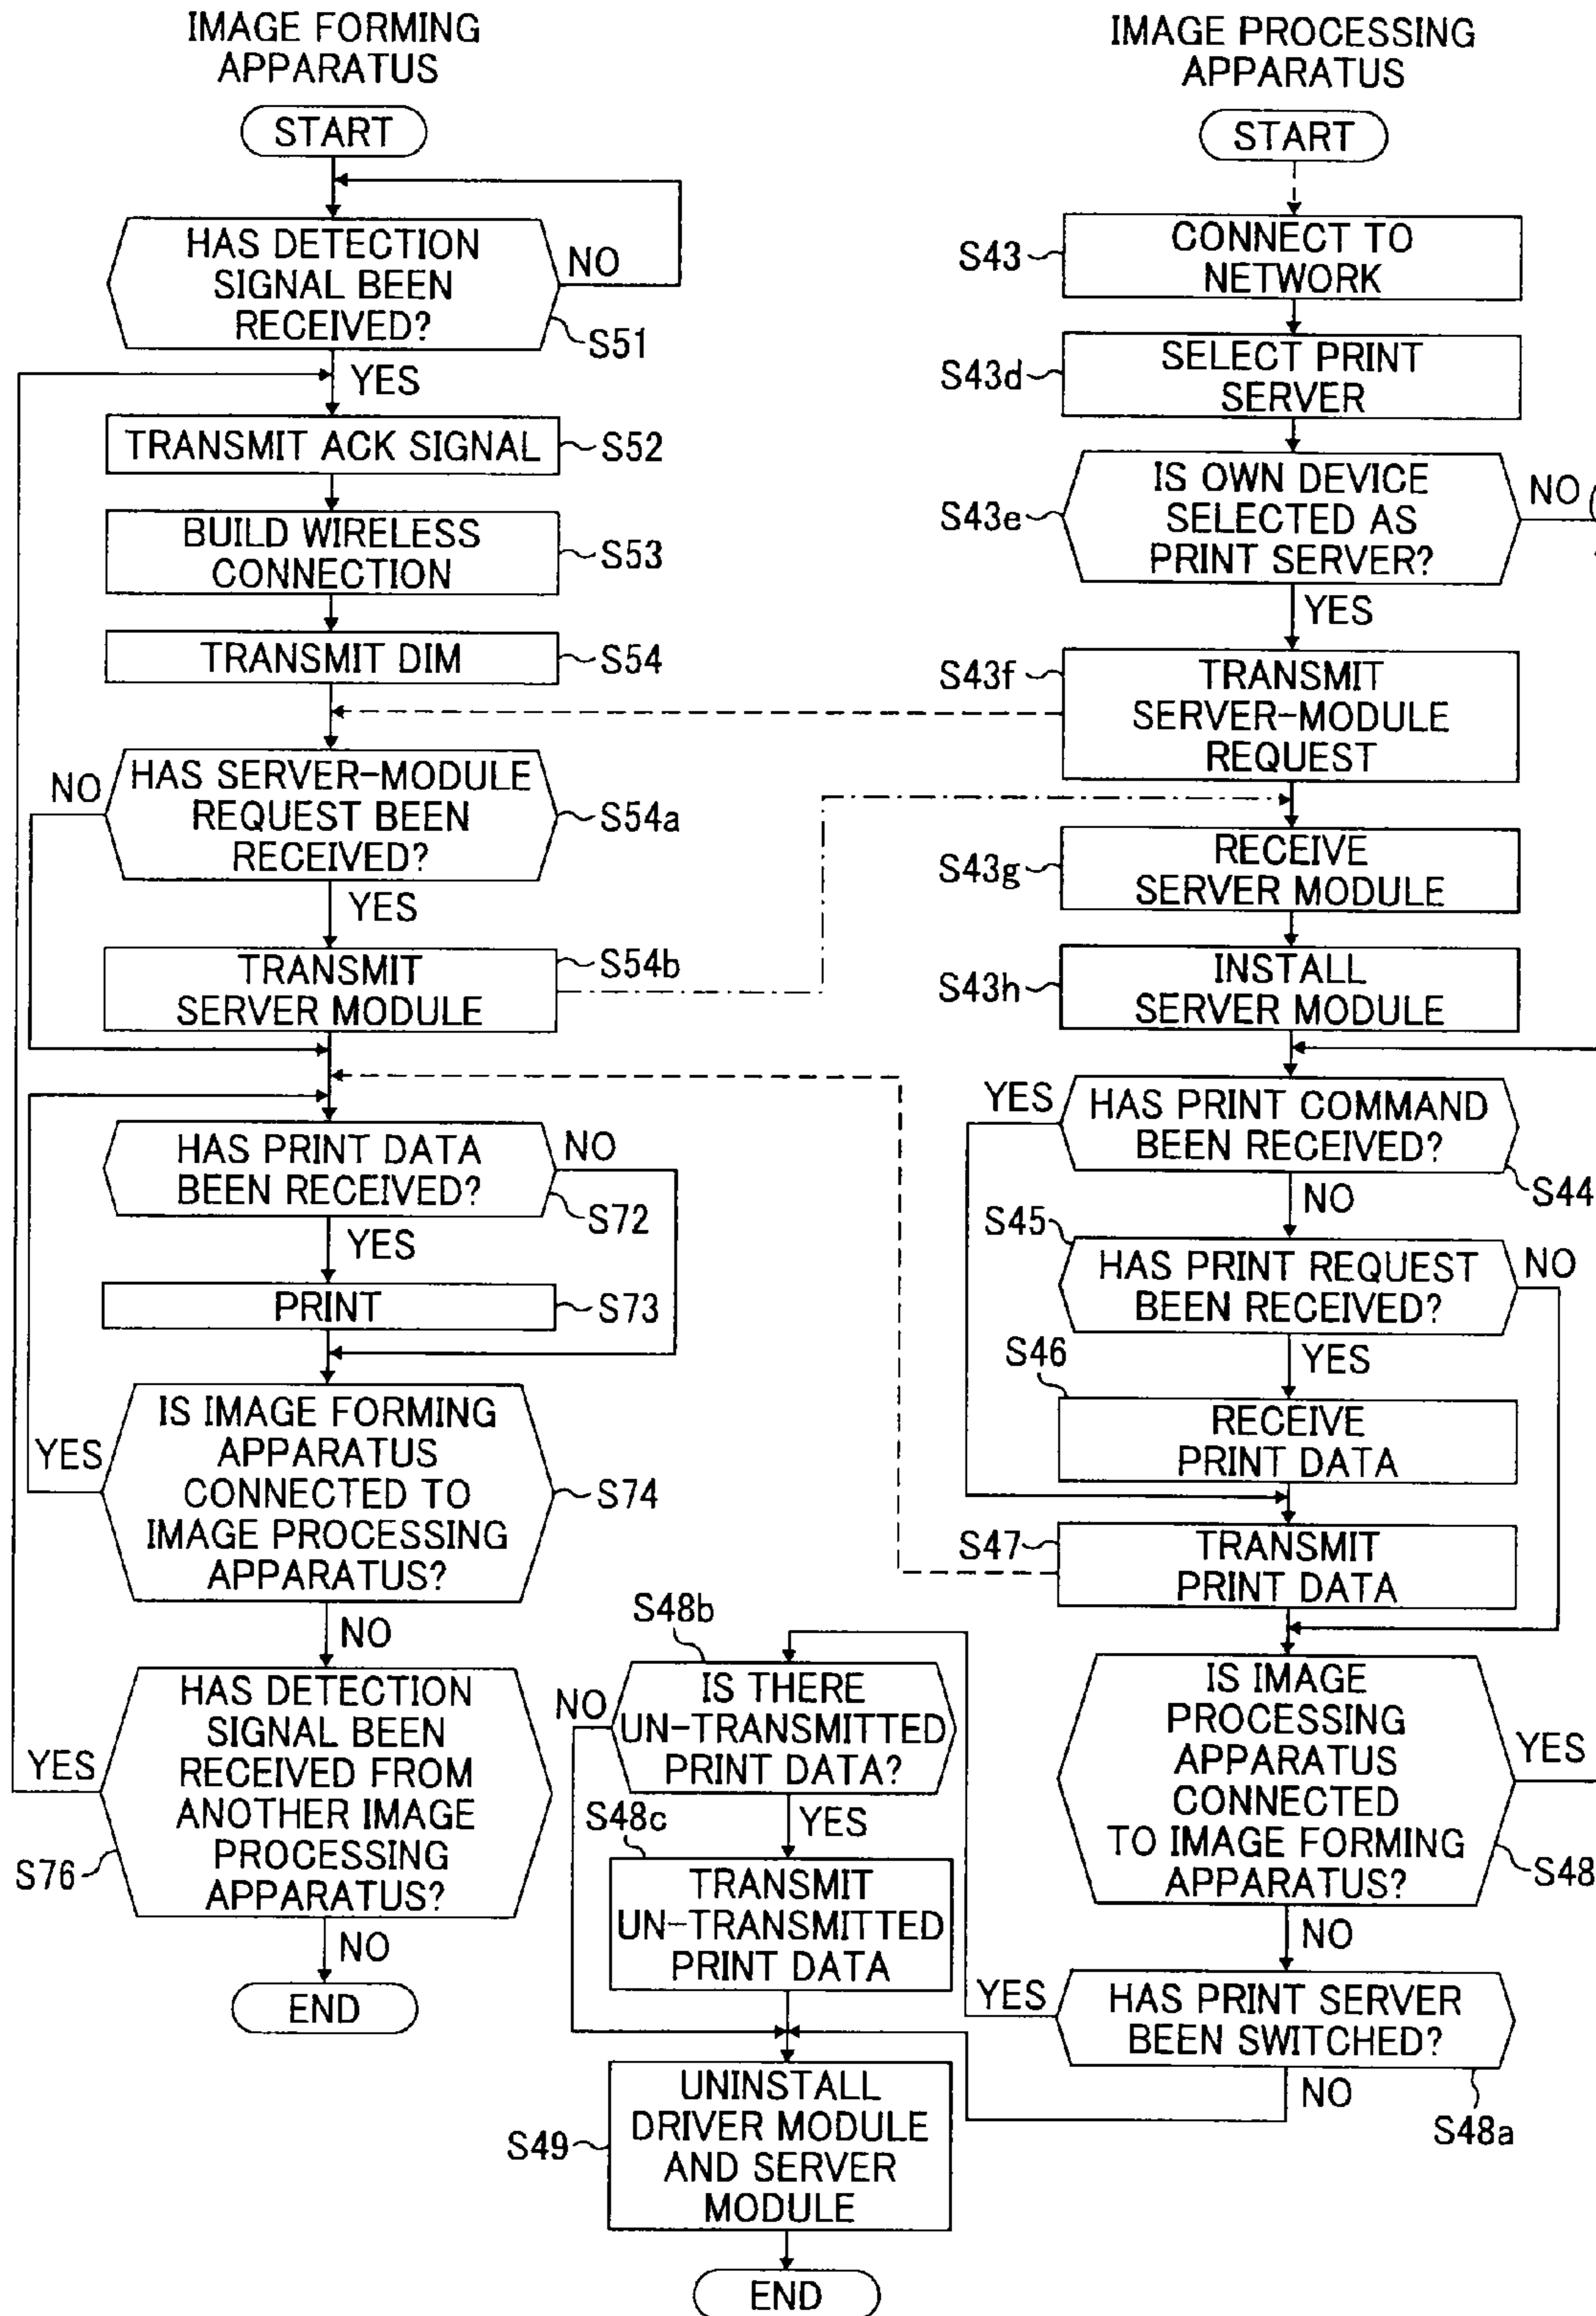 IMAGE FORMING
APPARATUS
START
HAS DETECTION
SIGNAL BEEN
RECEIVED?
NO
S51
YES
TRANSMIT ACK SIGNAL
S52
BUILD WIRELESS
CONNECTION
S53
TRANSMIT DIM
S54
HAS SERVER-MODULE
REQUEST BEEN
RECEIVED?
NO
S54a
YES
TRANSMIT
SERVER MODULE
S54b
HAS PRINT DATA
BEEN RECEIVED?
NO
S72
YES
PRINT
S73
IS IMAGE FORMING
APPARATUS
CONNECTED TO
IMAGE PROCESSING
APPARATUS?
YES
S74
NO
HAS DETECTION
SIGNAL BEEN
RECEIVED FROM
ANOTHER IMAGE
PROCESSING
APPARATUS?
YES
S76
NO
END
IMAGE PROCESSING
APPARATUS
START
S43
CONNECT TO
NETWORK
S43d
SELECT PRINT
SERVER
S43e
IS OWN DEVICE
SELECTED AS
PRINT SERVER?
NO
YES
S43f
TRANSMIT
SERVER-MODULE
REQUEST
S43g
RECEIVE
SERVER MODULE
S43h
INSTALL
SERVER MODULE
YES
HAS PRINT COMMAND
BEEN RECEIVED?
S44
NO
S45
HAS PRINT REQUEST
BEEN RECEIVED?
NO
YES
S46
RECEIVE
PRINT DATA
S47
TRANSMIT
PRINT DATA
IS IMAGE
PROCESSING
APPARATUS
CONNECTED
TO IMAGE FORMING
APPARATUS?
YES
S48
NO
HAS PRINT SERVER
BEEN SWITCHED?
YES
NO
S48a
S48b
IS THERE
UN-TRANSMITTED
PRINT DATA?
NO
YES
S48c
TRANSMIT
UN-TRANSMITTED
PRINT DATA
S49
UNINSTALL
DRIVER MODULE
AND SERVER
MODULE
END